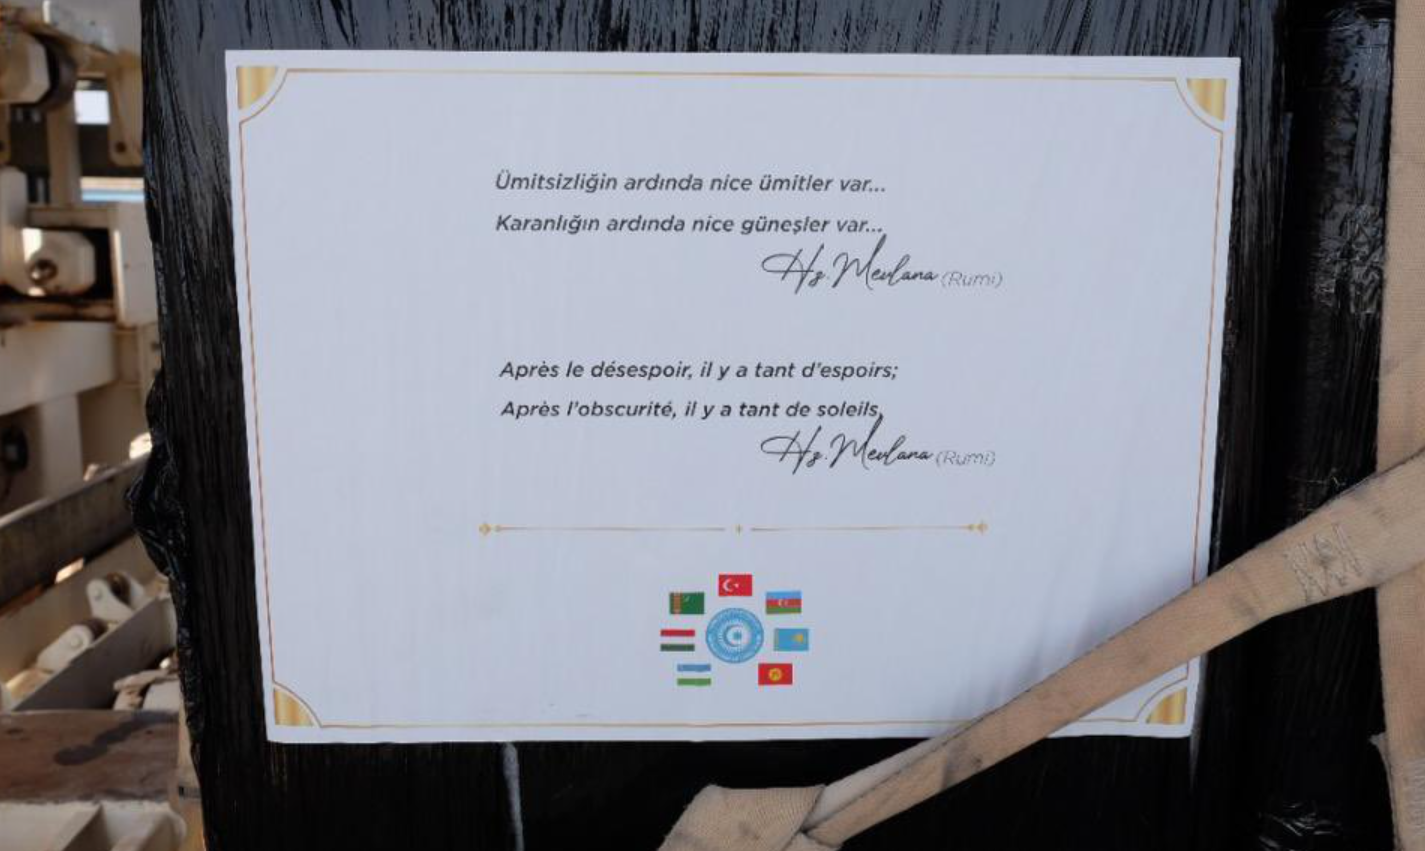 Ümitsizliğin ardında nice ümitler var...
Karanlığın ardında nice güneşler var...
Hz. Mevlana (Rumi)
Après le désespoir, il y a tant d'espoirs;
Après l'obscurité, il y a tant de soleils,
Hz. Mevlana (Rumi)